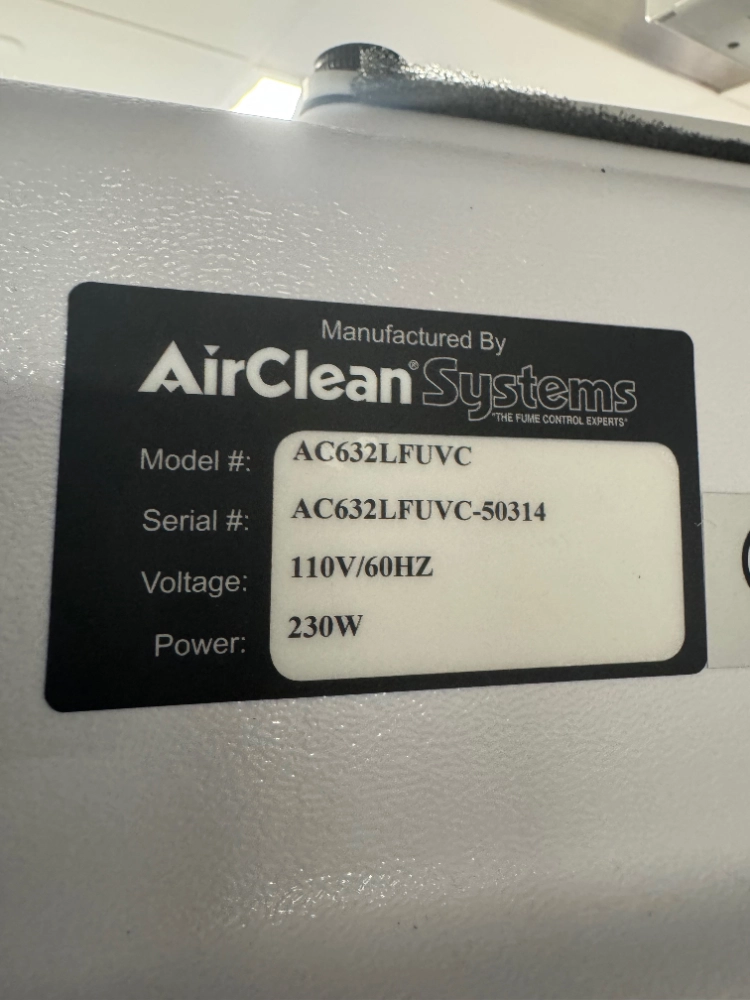 Manufactured By
AirClean® Systems
"THE FUME CONTROL EXPERTS"
Model #: AC632LFUVC
Serial #: AC632LFUVC-50314
Voltage: 110V/60HZ
Power: 230W